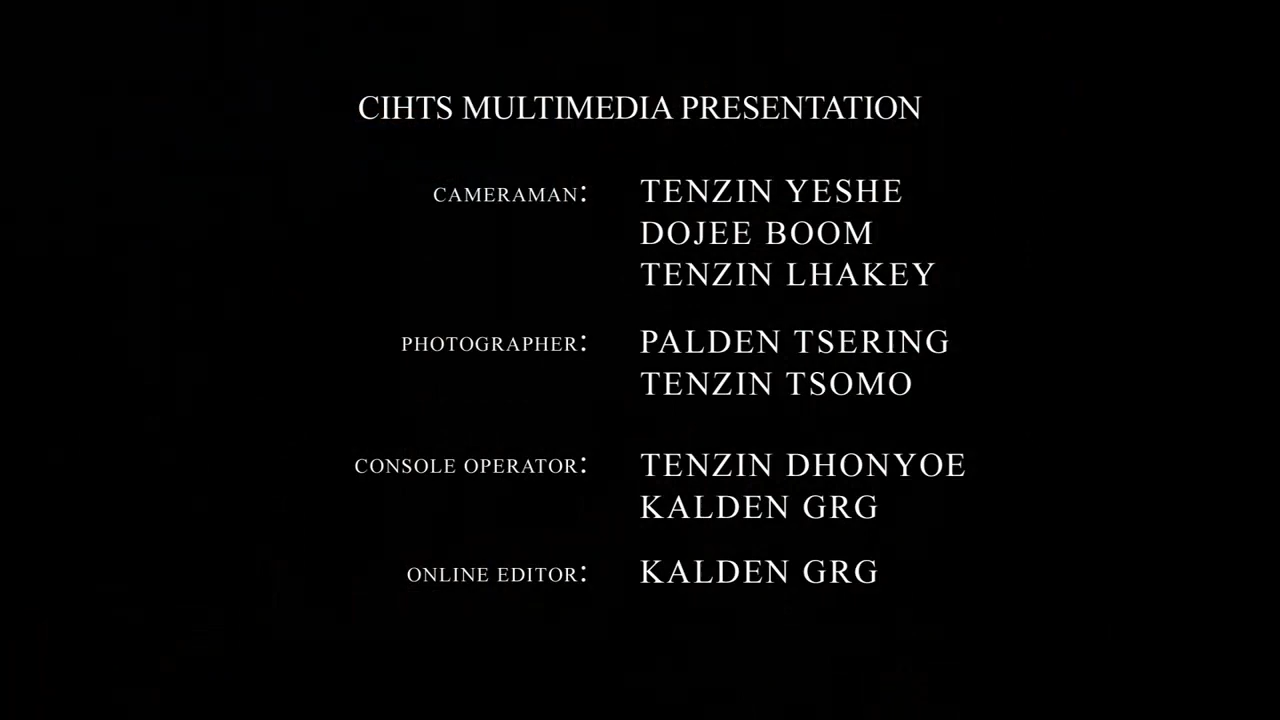 CIHTS MULTIMEDIA PRESENTATION
CAMERAMAN: TENZIN YESHE
DOJEE BOOM
TENZIN LHAKEY
PHOTOGRAPHER: PALDEN TSERING
TENZIN TSOMO
CONSOLE OPERATOR: TENZIN DHONYOE
KALDEN GRG
ONLINE EDITOR: KALDEN GRG